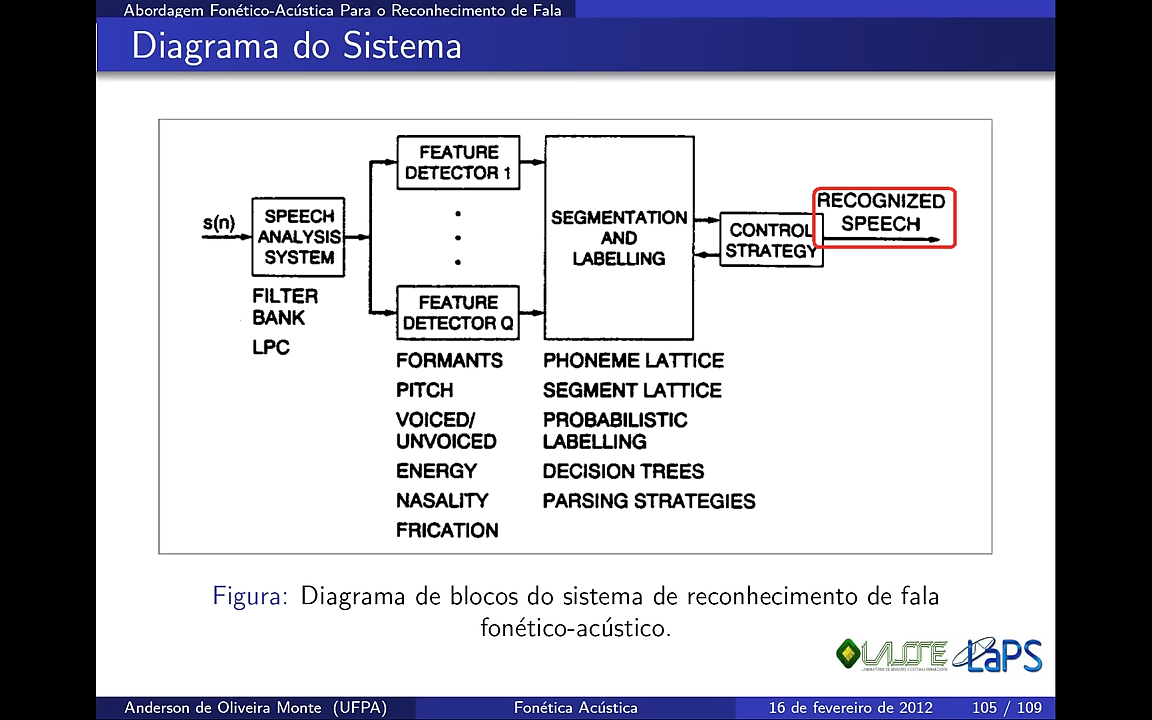 Abordagem Fonético-Acústica Para o Reconhecimento de Fala
Diagrama do Sistema
s(n)
SPEECH
ANALYSIS
SYSTEM
FILTER
BANK
LPC
FEATURE
DETECTOR 1
FEATURE
DETECTOR Q
FORMANTS
PITCH
VOICED/
UNVOICED
ENERGY
NASALITY
FRICATION
SEGMENTATION
AND
LABELLING
PHONEME LATTICE
SEGMENT LATTICE
PROBABILISTIC
LABELLING
DECISION TREES
PARSING STRATEGIES
CONTROL
STRATEGY
RECOGNIZED
SPEECH
Figura: Diagrama de blocos do sistema de reconhecimento de fala
fonético-acústico.
LASSE
LaPS
Anderson de Oliveira Monte (UFPA)
Fonética Acústica
16 de fevereiro de 2012
105 / 109